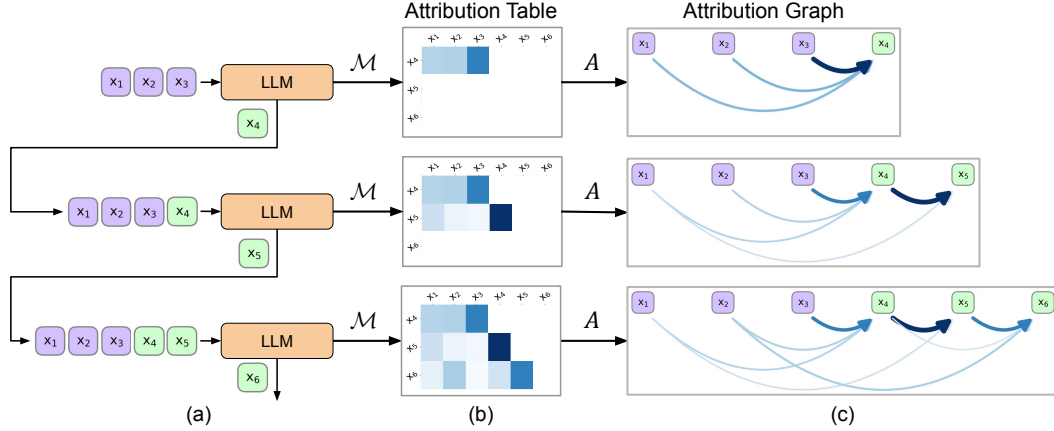 Attribution Table
Attribution Graph
x₁ x₂ x₃ LLM ℳ A
x₄
x₁ x₂ x₃ x₄ x₅ x₆
x₄
x₅
x₆
x₁ x₂ x₃ x₄
x₁ x₂ x₃ x₄ LLM ℳ A
x₅
x₁ x₂ x₃ x₄ x₅ x₆
x₄
x₅
x₆
x₁ x₂ x₃ x₄ x₅
x₁ x₂ x₃ x₄ x₅ LLM ℳ A
x₆
x₁ x₂ x₃ x₄ x₅ x₆
x₄
x₅
x₆
x₁ x₂ x₃ x₄ x₅ x₆
(a) (b) (c)